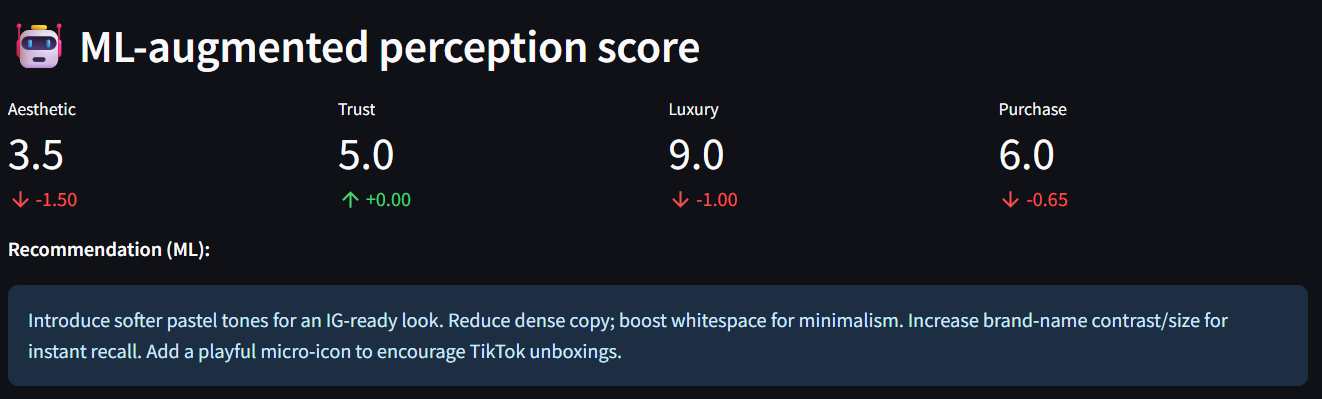 ML-augmented perception score
Aesthetic Trust Luxury Purchase
3.5 5.0 9.0 6.0
↓ -1.50 ↑ +0.00 ↓ -1.00 ↓ -0.65
Recommendation (ML):
Introduce softer pastel tones for an IG-ready look. Reduce dense copy; boost whitespace for minimalism. Increase brand-name contrast/size for
instant recall. Add a playful micro-icon to encourage TikTok unboxings.